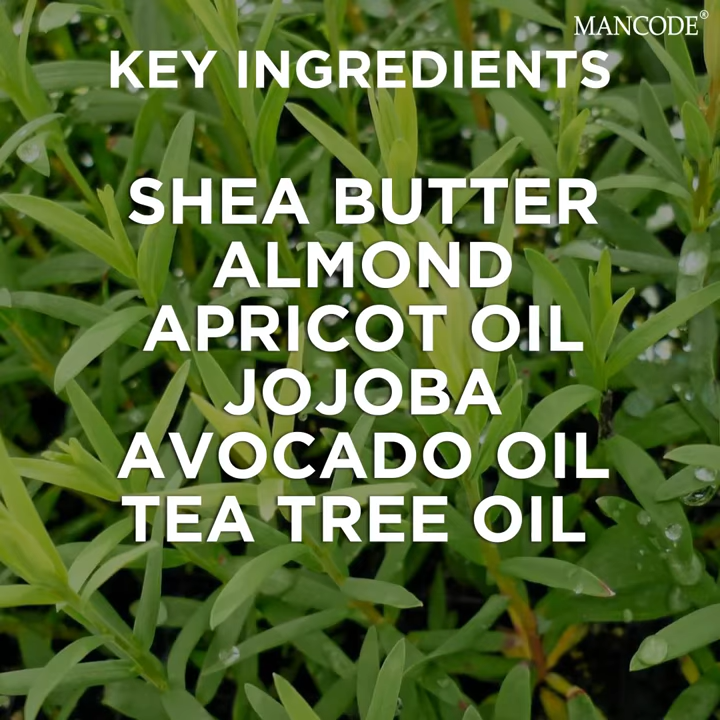 MANCODE®
KEY INGREDIENTS
SHEA BUTTER
ALMOND
APRICOT OIL
JOJOBA
AVOCADO OIL
TEA TREE OIL